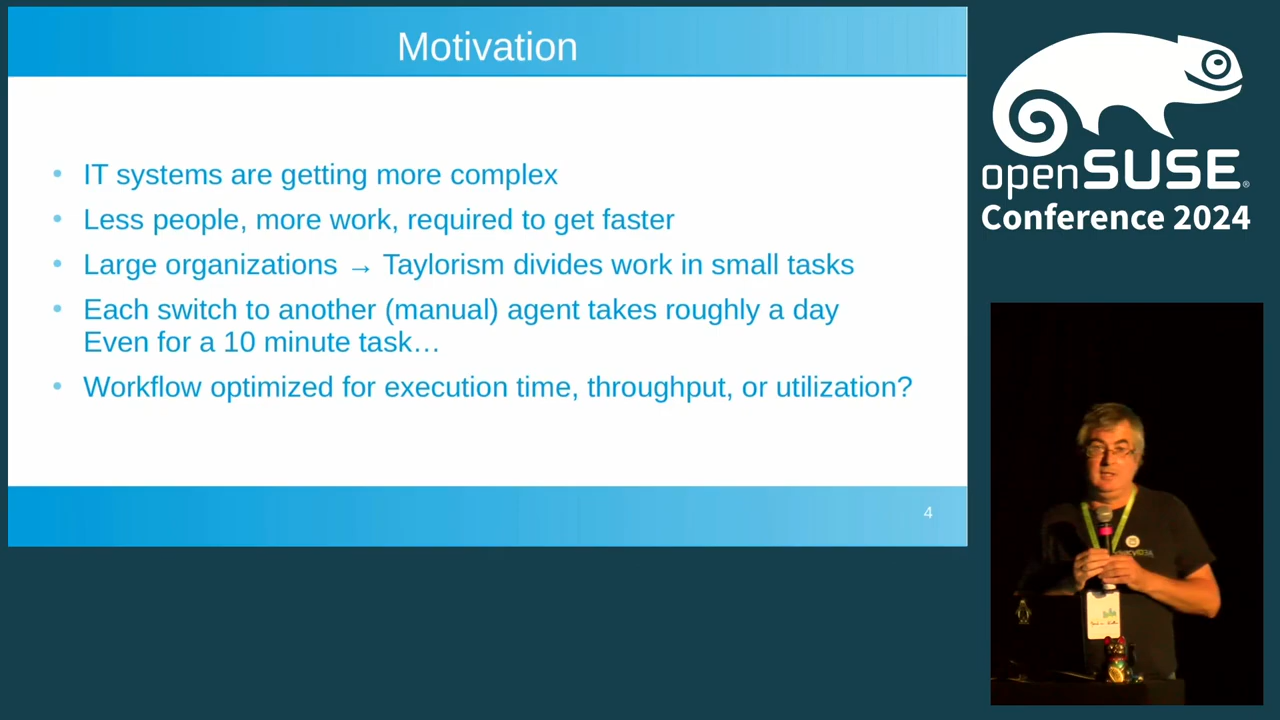 Motivation
• IT systems are getting more complex
• Less people, more work, required to get faster
• Large organizations → Taylorism divides work in small tasks
• Each switch to another (manual) agent takes roughly a day
Even for a 10 minute task…
• Workflow optimized for execution time, throughput, or utilization?
4
openSUSE®
Conference 2024